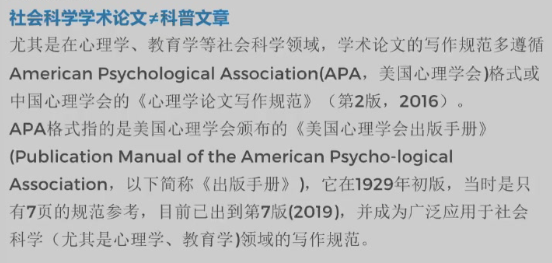 社会科学学术论文≠科普文章
尤其是在心理学、教育学等社会科学领域，学术论文的写作规范多遵循
American Psychological Association(APA，美国心理学会)格式或
中国心理学会的《心理学论文写作规范》（第2版，2016）。
APA格式指的是美国心理学会颁布的《美国心理学会出版手册》
(Publication Manual of the American Psycho-logical
Association，以下简称《出版手册》)，它在1929年初版，当时是只
有7页的规范参考，目前已出到第7版(2019)，并成为广泛应用于社会
科学（尤其是心理学、教育学)领域的写作规范。